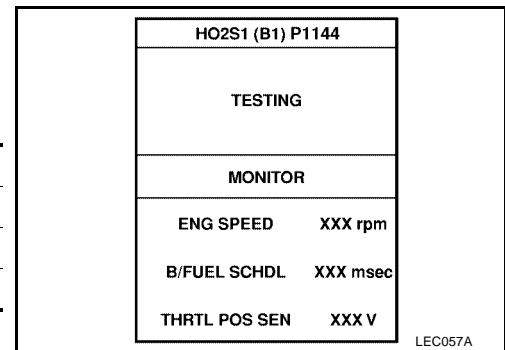 HO2S1 (B1) P1144
TESTING
MONITOR
ENG SPEED XXX rpm
B/FUEL SCHDL XXX msec
THRTL POS SEN XXX V
LEC057A